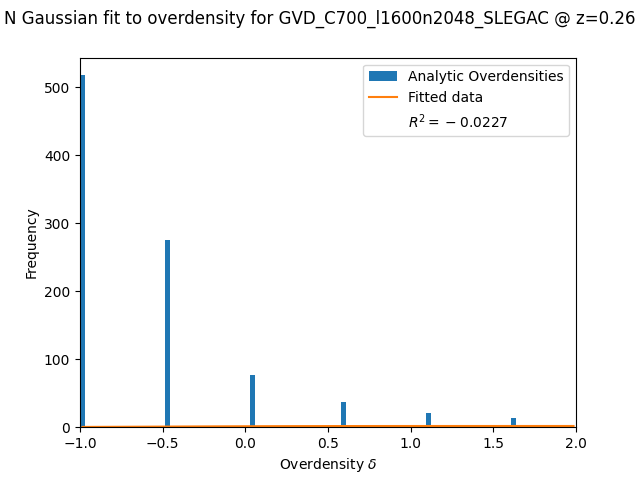 N Gaussian fit to overdensity for GVD_C700_l1600n2048_SLEGAC @ z=0.26
Analytic Overdensities
Fitted data
R² = − 0.0227
500
400
300
200
100
0
Frequency
−1.0 −0.5 0.0 0.5 1.0 1.5 2.0
Overdensity δ